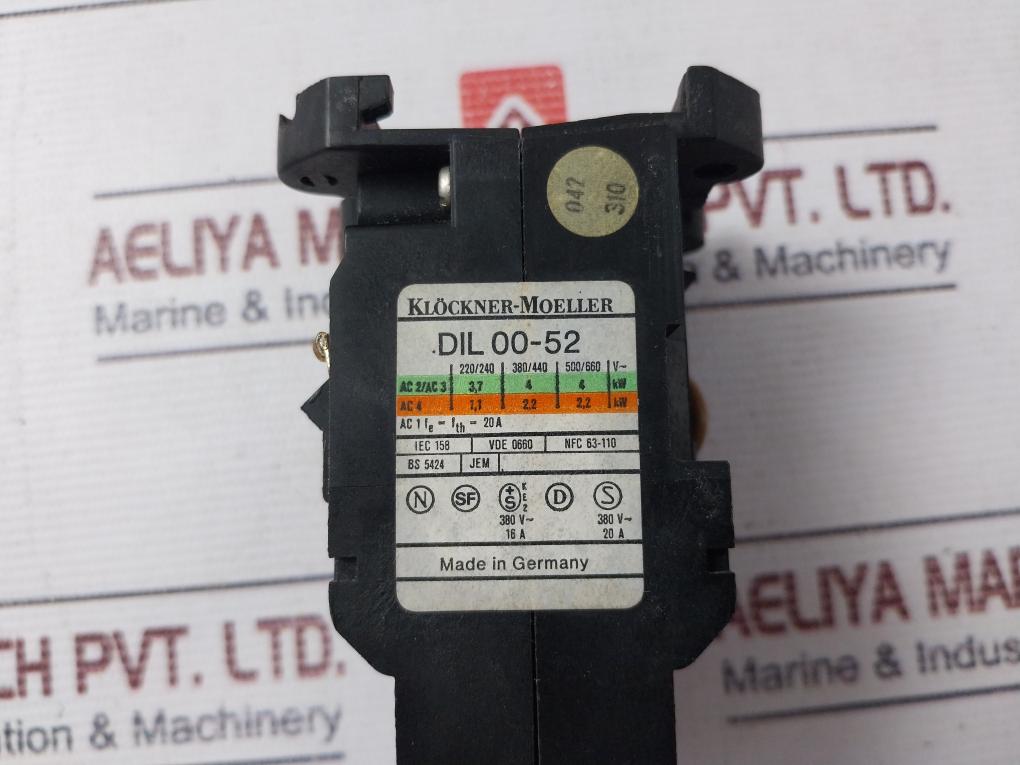 AELIYA M
PVT. LTD.
Marine & Ind
& Machinery
042
310
KLÖCKNER-MOELLER
DIL 00-52
220/240 380/440 500/660 V~
AC 2/AC 3 3,7 4 4 kW
AC 4 1,1 2,2 2,2 kW
AC 1 Ie = Ith = 20 A
IEC 158 VDE 0660 NFC 63-110
BS 5424 JEM
N SF +S KE2 D S
380 V~ 380 V~
16 A 20 A
Made in Germany
CH PVT. LTD.
tion & Machinery
AELIYA MAR
Marine & Indus